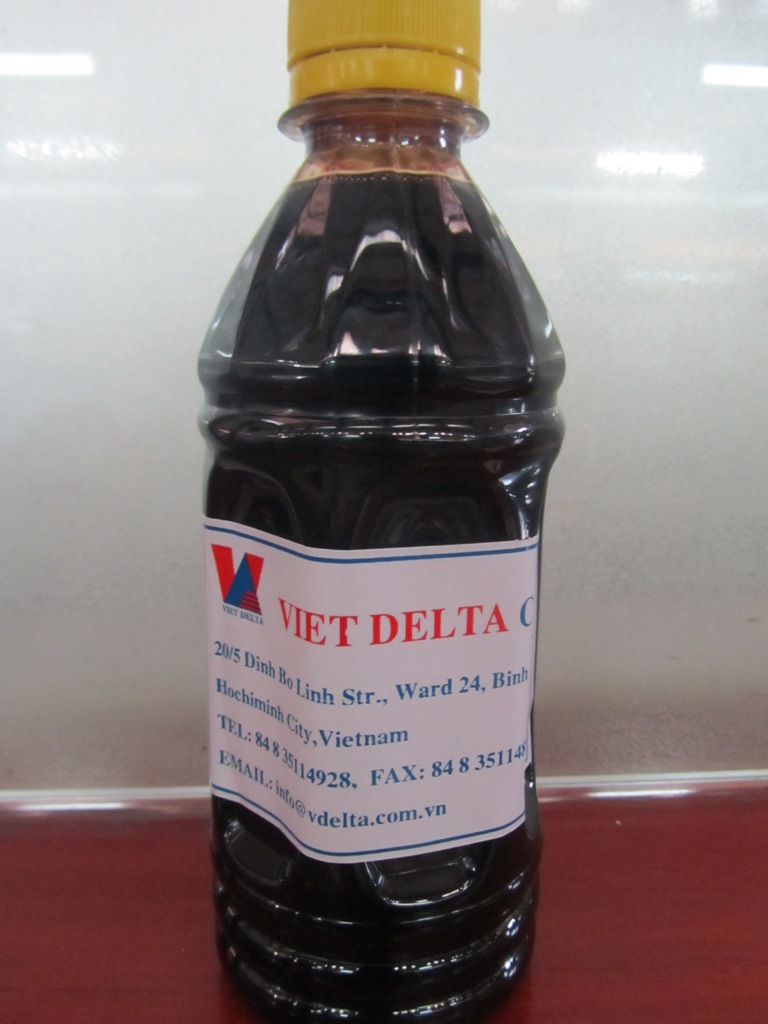 VIET DELTA
VIET DELTA C
20/5 Dinh Bo Linh Str., Ward 24, Binh
Hochiminh City,Vietnam
TEL: 84 8 35114928, FAX: 84 8 351148
EMAIL: info@vdelta.com.vn